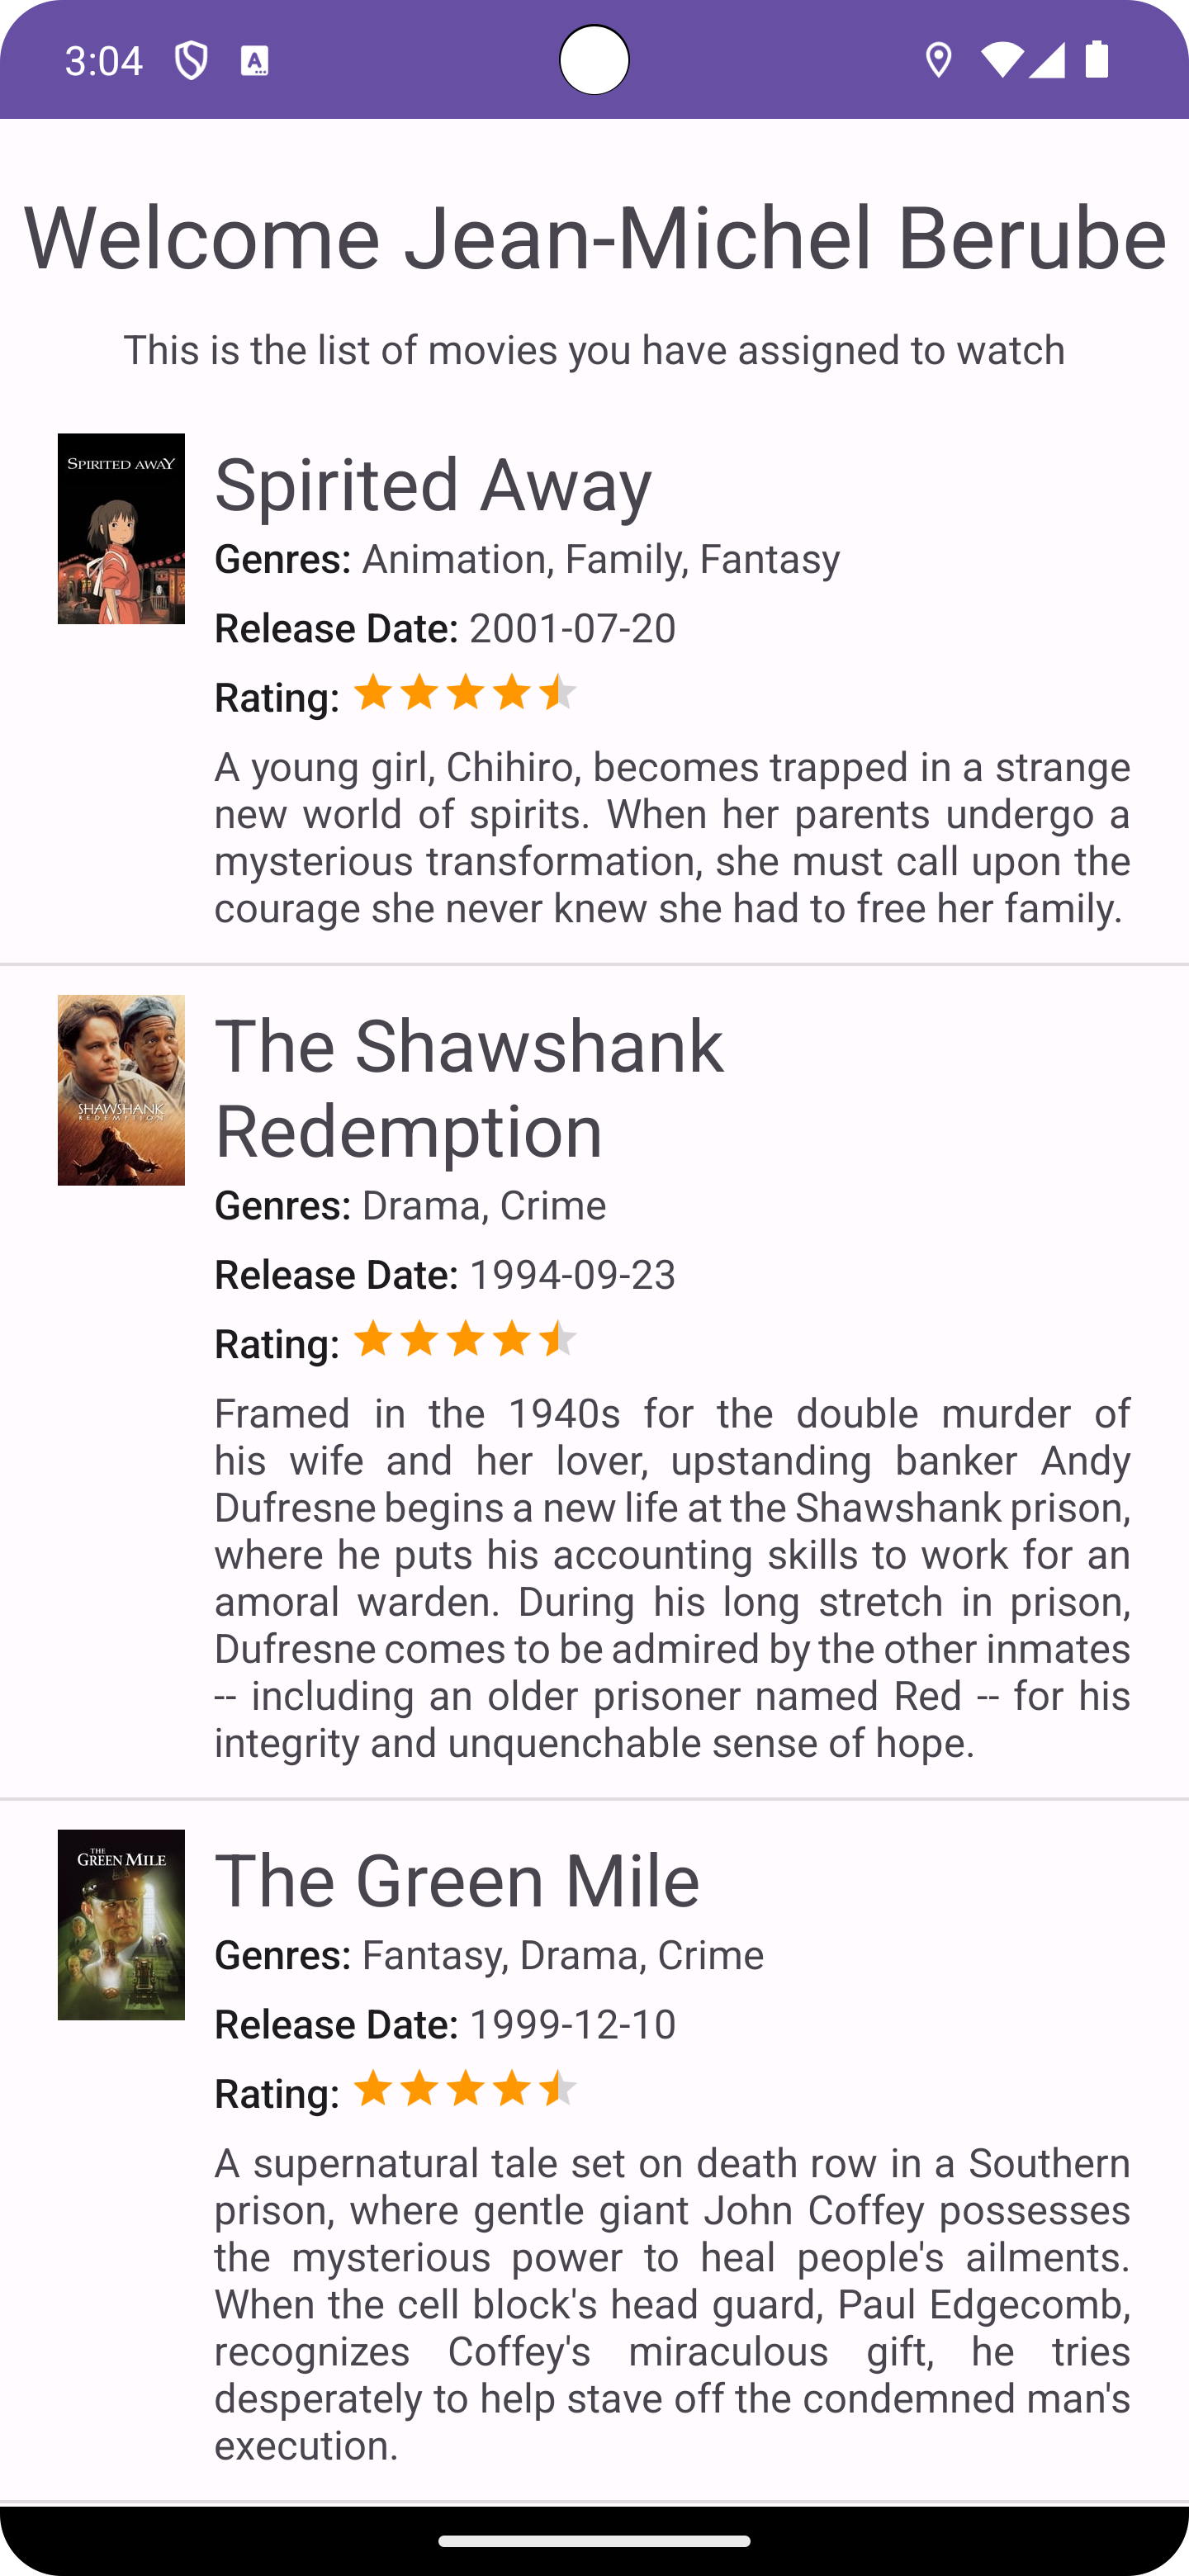 3:04
Welcome Jean-Michel Berube
This is the list of movies you have assigned to watch
SPIRITED AWAY
Spirited Away
Genres: Animation, Family, Fantasy
Release Date: 2001-07-20
Rating:
A young girl, Chihiro, becomes trapped in a strange
new world of spirits. When her parents undergo a
mysterious transformation, she must call upon the
courage she never knew she had to free her family.
SHAWSHANK
REDEMPTION
The Shawshank
Redemption
Genres: Drama, Crime
Release Date: 1994-09-23
Rating:
Framed in the 1940s for the double murder of
his wife and her lover, upstanding banker Andy
Dufresne begins a new life at the Shawshank prison,
where he puts his accounting skills to work for an
amoral warden. During his long stretch in prison,
Dufresne comes to be admired by the other inmates
-- including an older prisoner named Red -- for his
integrity and unquenchable sense of hope.
THE
GREEN MILE
The Green Mile
Genres: Fantasy, Drama, Crime
Release Date: 1999-12-10
Rating:
A supernatural tale set on death row in a Southern
prison, where gentle giant John Coffey possesses
the mysterious power to heal people's ailments.
When the cell block's head guard, Paul Edgecomb,
recognizes Coffey's miraculous gift, he tries
desperately to help stave off the condemned man's
execution.